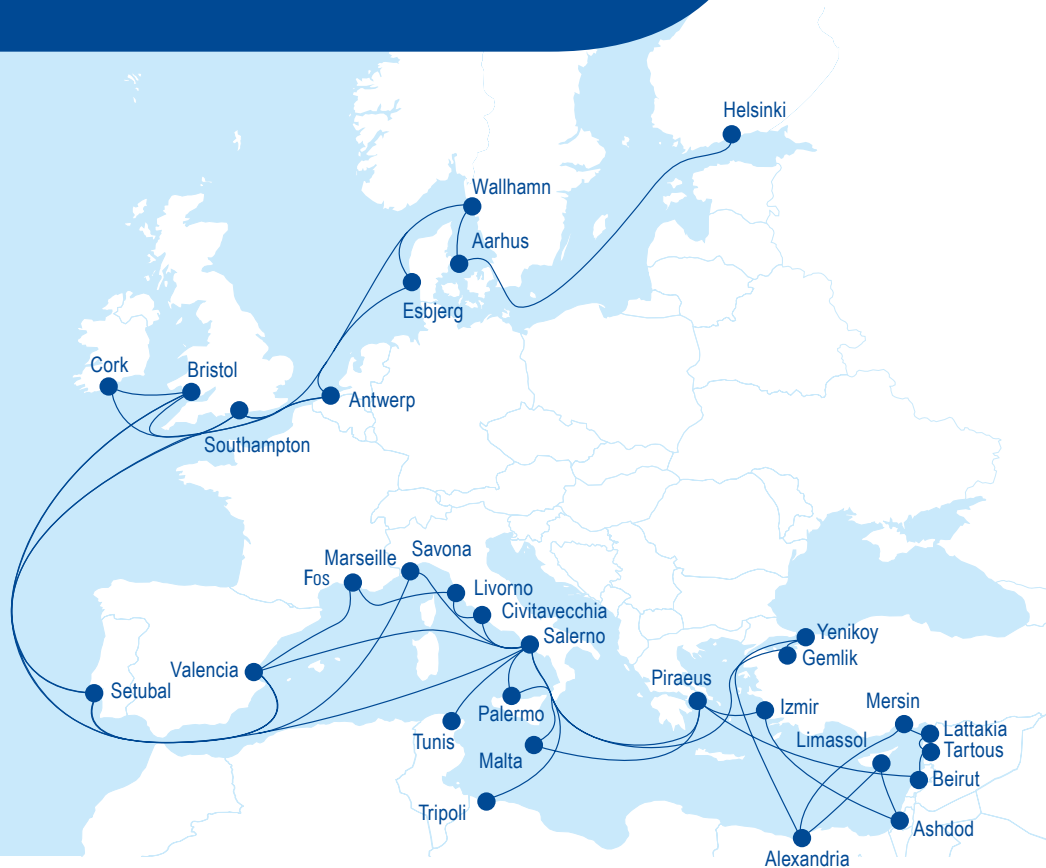 Helsinki
Wallhamn
Aarhus
Esbjerg
Cork
Bristol
Antwerp
Southampton
Savona
Marseille
Fos
Livorno
Civitavecchia
Salerno
Yenikoy
Gemlik
Valencia
Setubal
Piraeus
Mersin
Izmir
Palermo
Lattakia
Tunis
Limassol
Tartous
Malta
Beirut
Tripoli
Ashdod
Alexandria